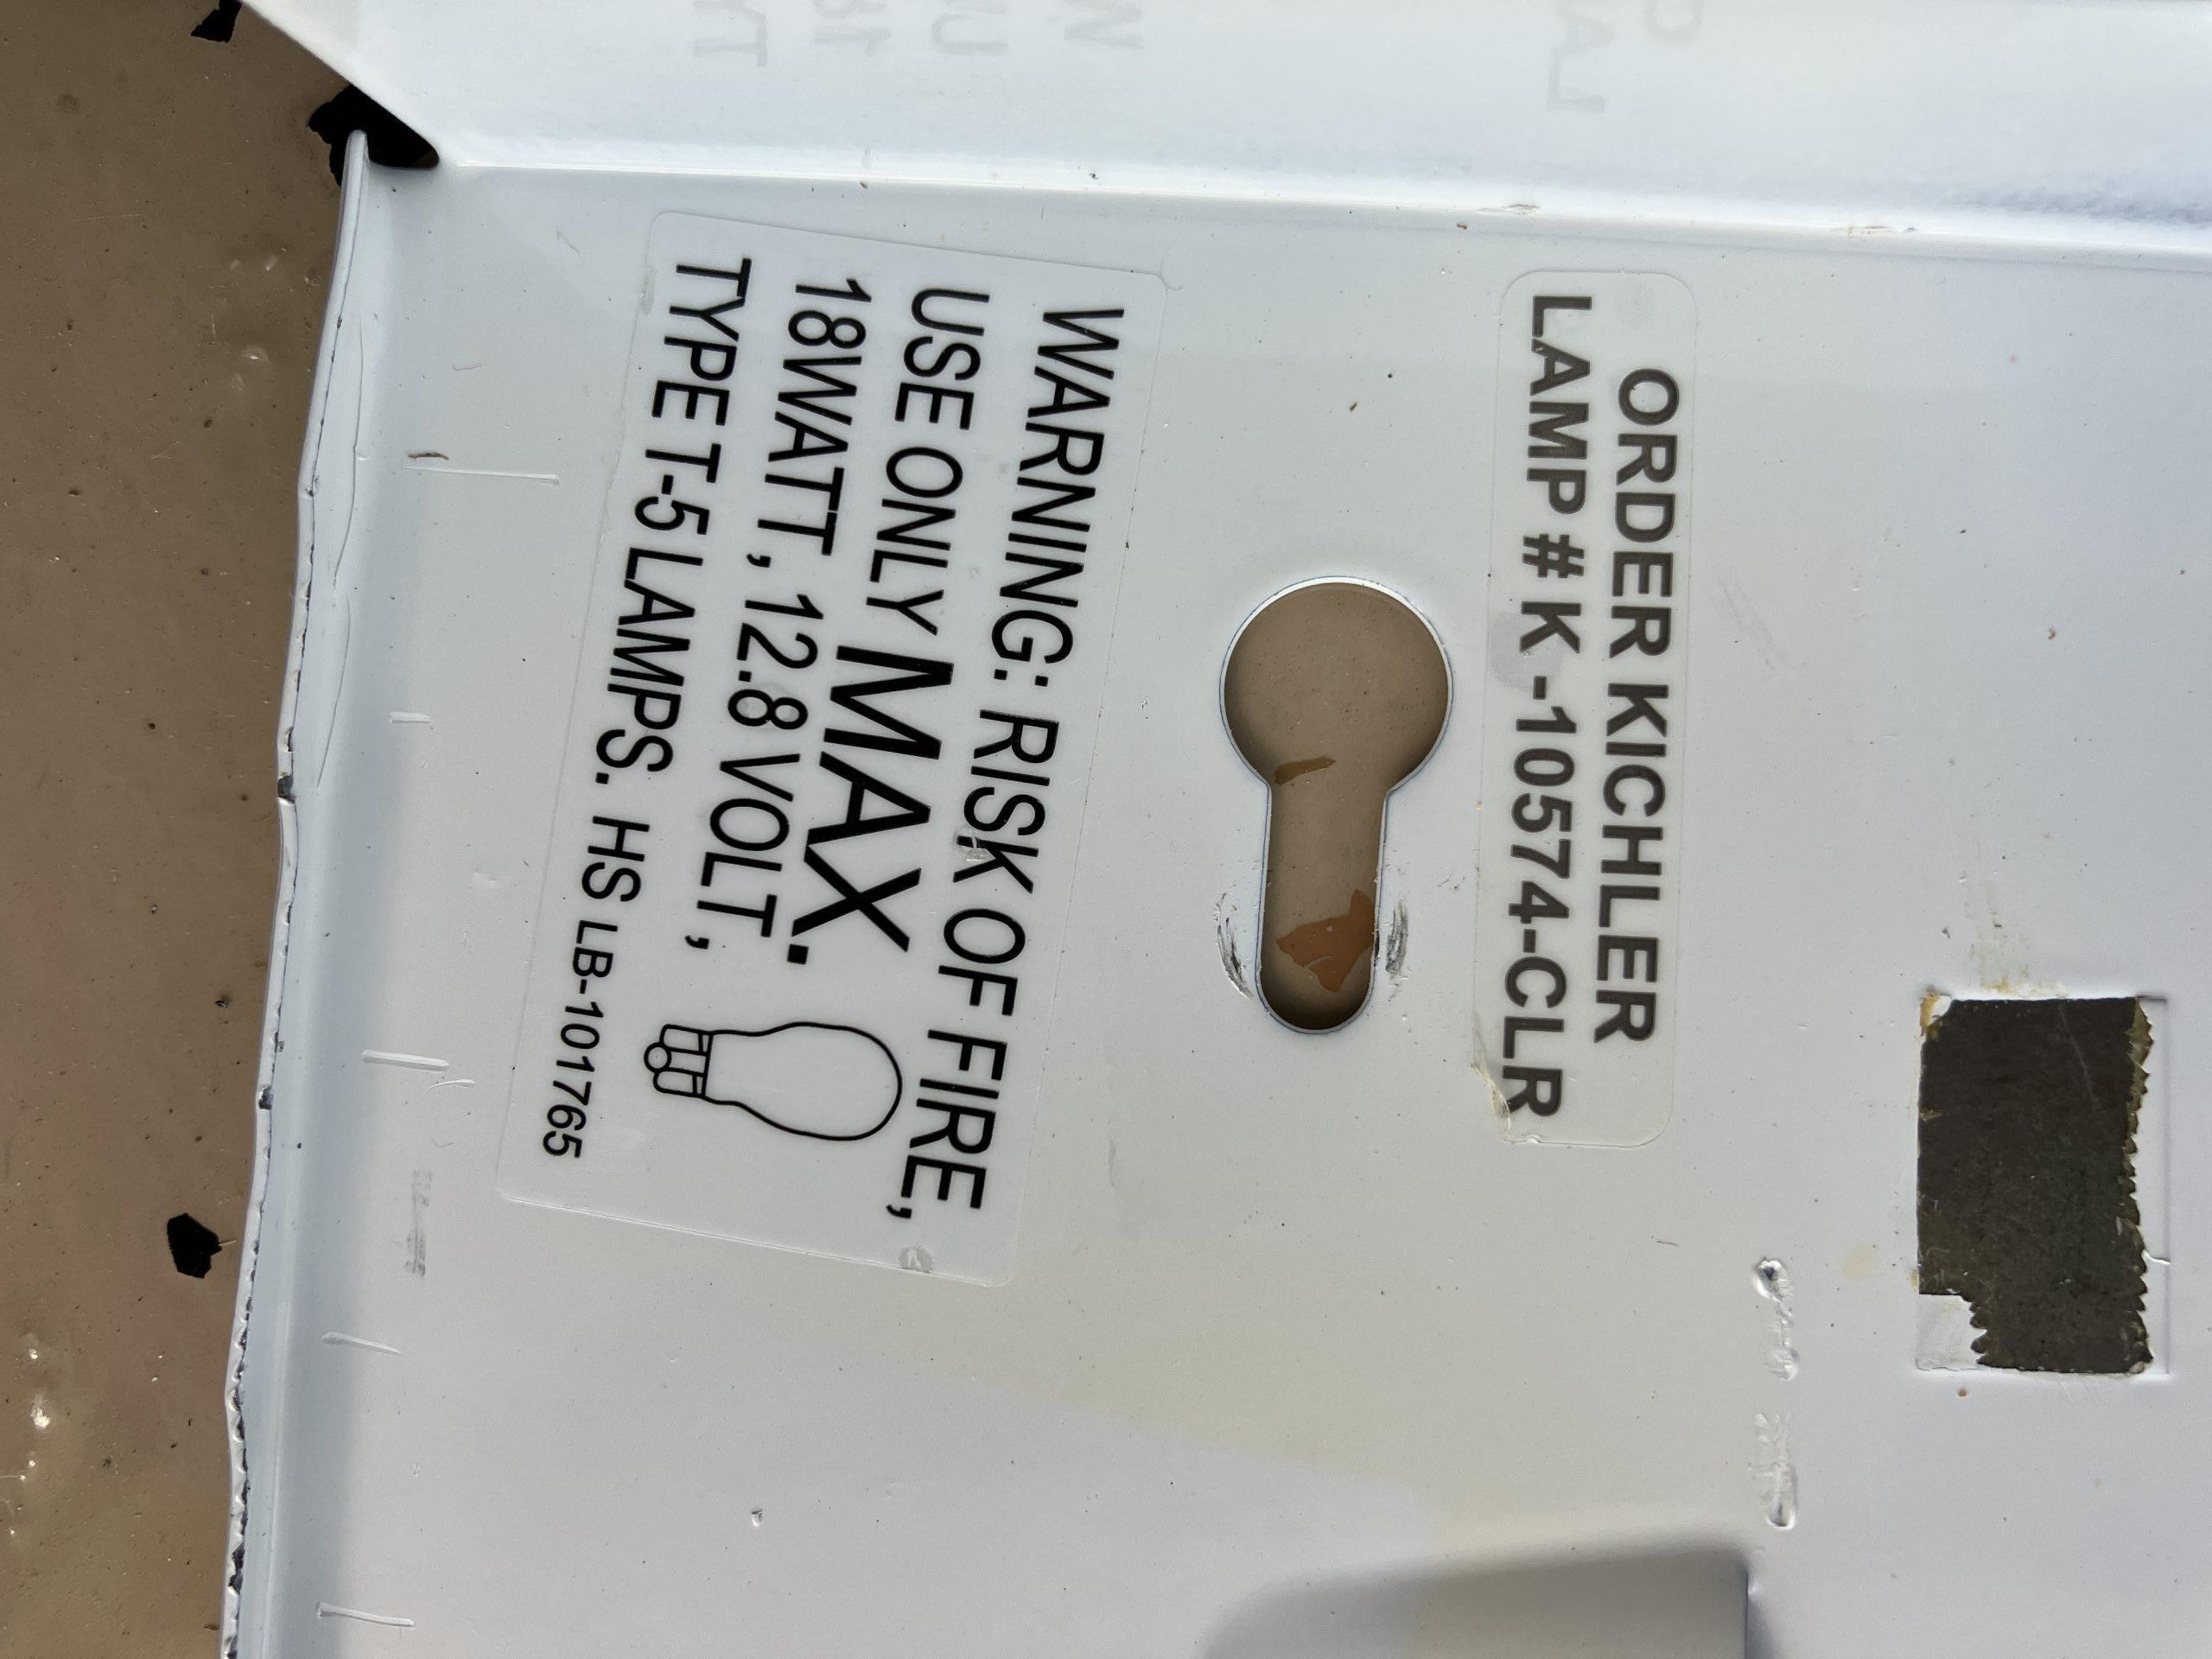 ORDER KICHLER
LAMP # K -10574-CLR
WARNING: RISK OF FIRE,
USE ONLY MAX.
18WATT, 12.8 VOLT,
TYPE T-5 LAMPS. HS LB-101765